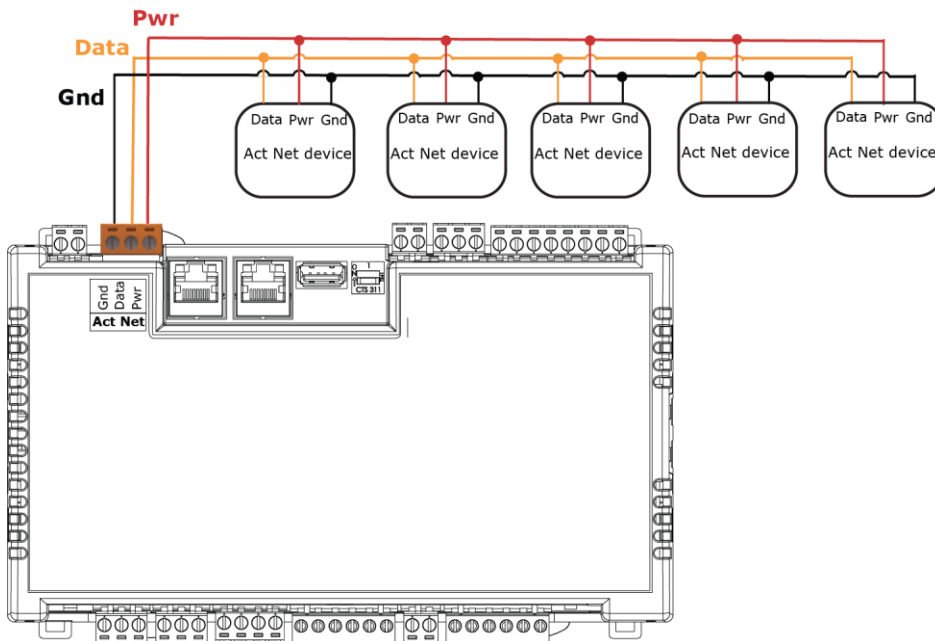 Pwr
Data
Gnd
Data Pwr Gnd
Act Net device
Data Pwr Gnd
Act Net device
Data Pwr Gnd
Act Net device
Data Pwr Gnd
Act Net device
Data Pwr Gnd
Act Net device
Gnd
Data
Pwr
Act Net
CTS 311